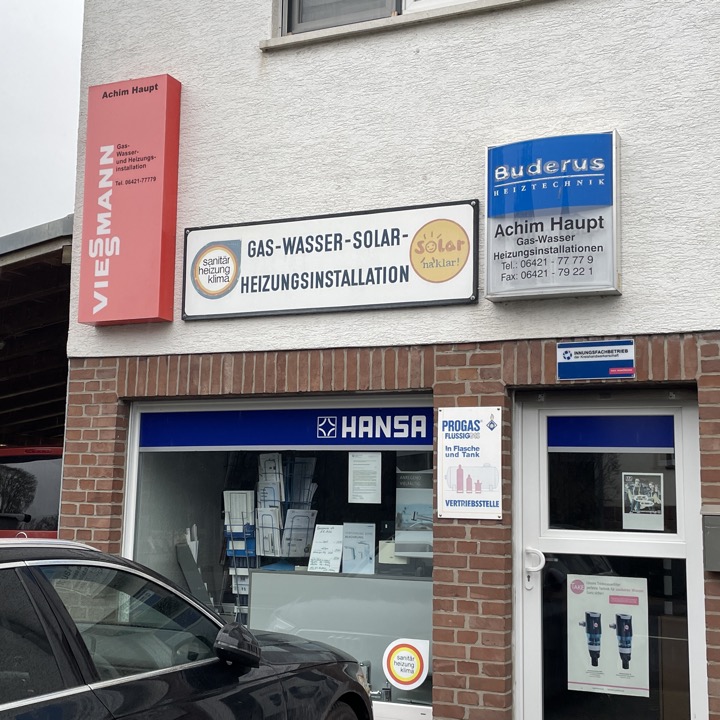 Achim Haupt
VIESSMANN
Gas-
Wasser-
und Heizungs-
installation
Tel. 06421-77779
sanitär
heizung
klima
GAS-WASSER-SOLAR-
HEIZUNGSINSTALLATION
SOLAR
na klar!
Buderus
HEIZTECHNIK
Achim Haupt
Gas-Wasser
Heizungsinstallationen
Tel.: 06421 - 77 77 9
Fax: 06421 - 79 22 1
INNUNGSFACHBETRIEB
der Kreishandwerkerschaft
HANSA
PROGAS
FLÜSSIGGAS
In Flasche
und Tank
VERTRIEBSSTELLE
sanitär
heizung
klima